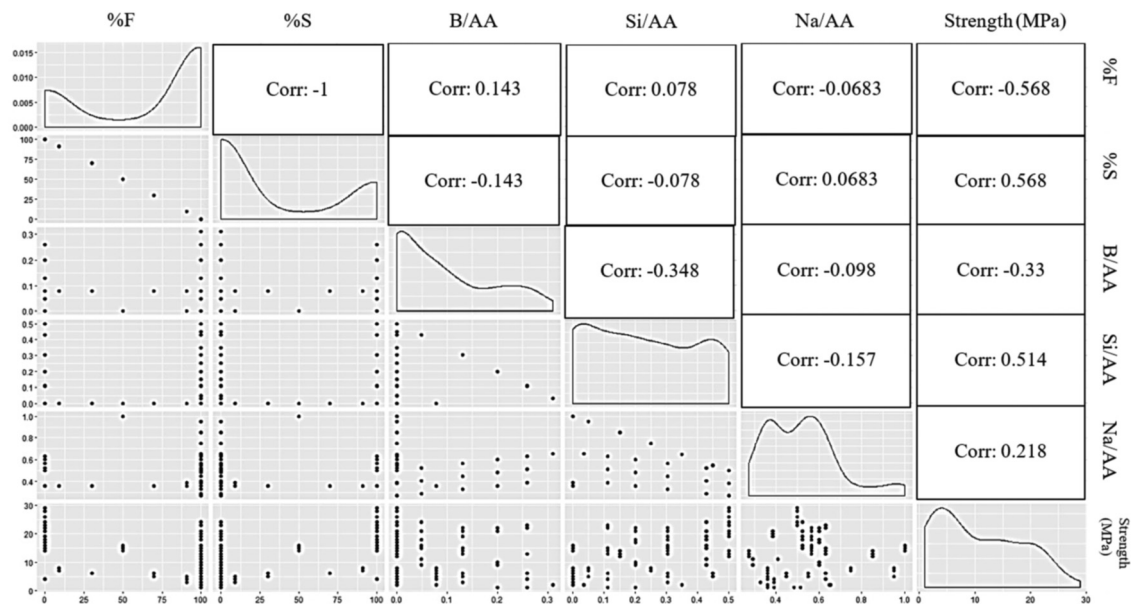 %F %S B/AA Si/AA Na/AA Strength (MPa)
0.015
0.010
0.005
0.000
Corr: -1 Corr: 0.143 Corr: 0.078 Corr: -0.0683 Corr: -0.568
%F
100
75
50
25
0
Corr: -0.143 Corr: -0.078 Corr: 0.0683 Corr: 0.568
%S
0.3
0.2
0.1
0.0
Corr: -0.348 Corr: -0.098 Corr: -0.33
B/AA
0.5
0.4
0.3
0.2
0.1
0.0
Corr: -0.157 Corr: 0.514
Si/AA
1.0
0.8
0.6
0.4
Corr: 0.218
Na/AA
30
20
10
0
Strength
(MPa)
0 25 50 75 100 0 25 50 75 100 0.0 0.1 0.2 0.3 0.0 0.1 0.2 0.3 0.4 0.5 0.4 0.6 0.8 1.0 0 10 20 30